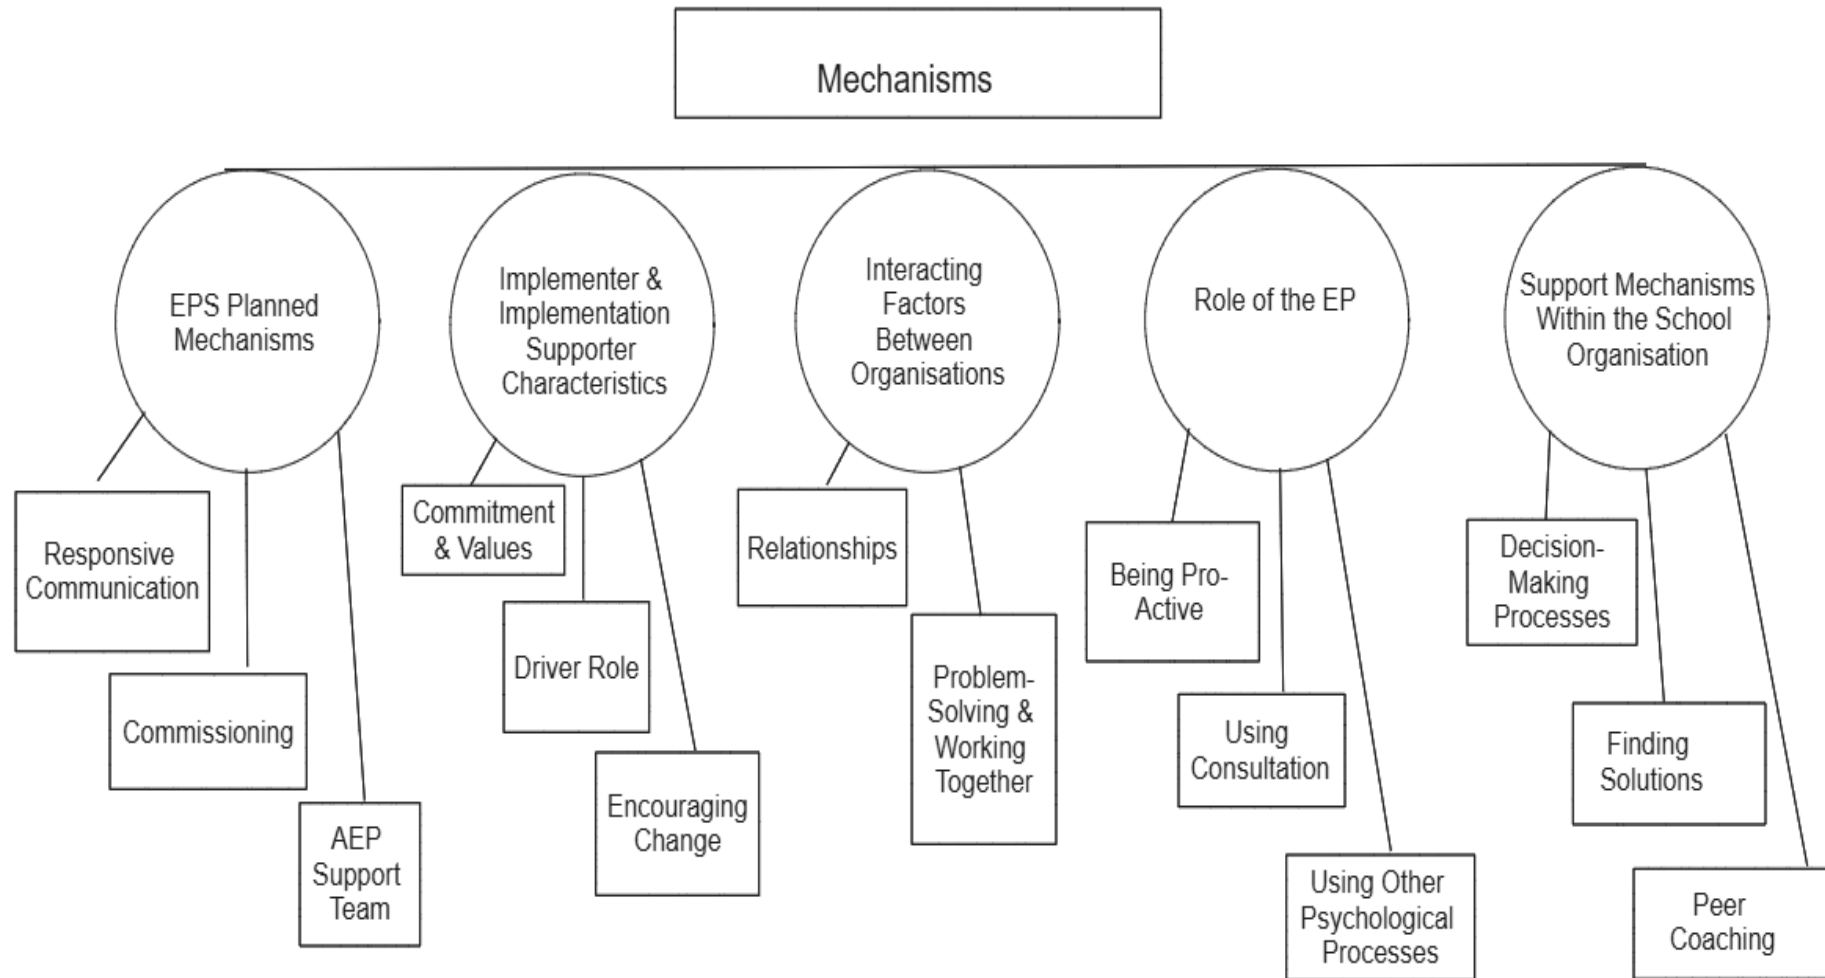 Mechanisms
EPS Planned
Mechanisms
Implementer &
Implementation
Supporter
Characteristics
Interacting
Factors
Between
Organisations
Role of the EP
Support Mechanisms
Within the School
Organisation
Responsive
Communication
Commissioning
AEP
Support
Team
Commitment
& Values
Driver Role
Encouraging
Change
Relationships
Problem-
Solving &
Working
Together
Being Pro-
Active
Using
Consultation
Using Other
Psychological
Processes
Decision-
Making
Processes
Finding
Solutions
Peer
Coaching